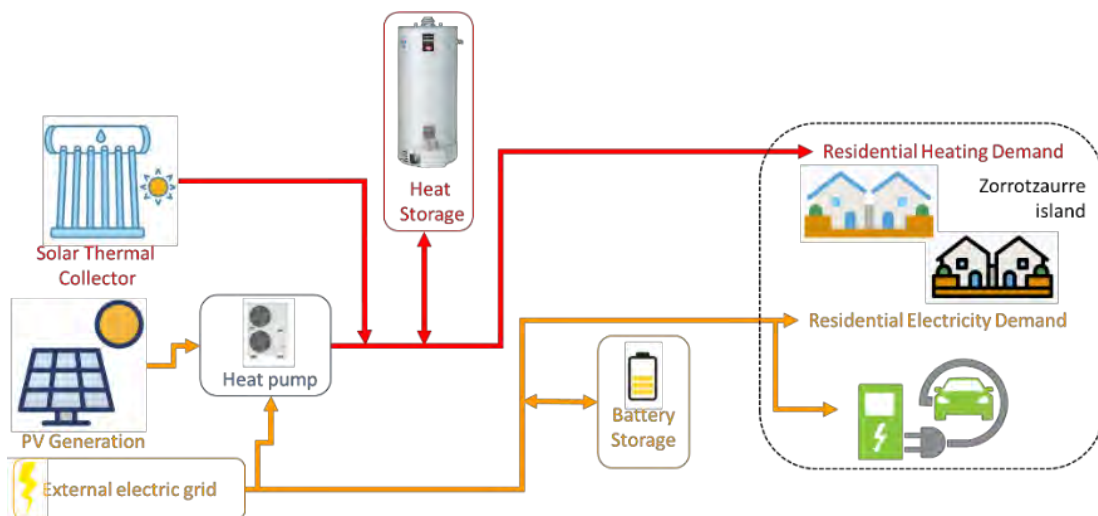 Heat
Storage
Solar Thermal
Collector
Residential Heating Demand
Zorrotzaurre
island
Heat pump
PV Generation
Residential Electricity Demand
Battery
Storage
External electric grid